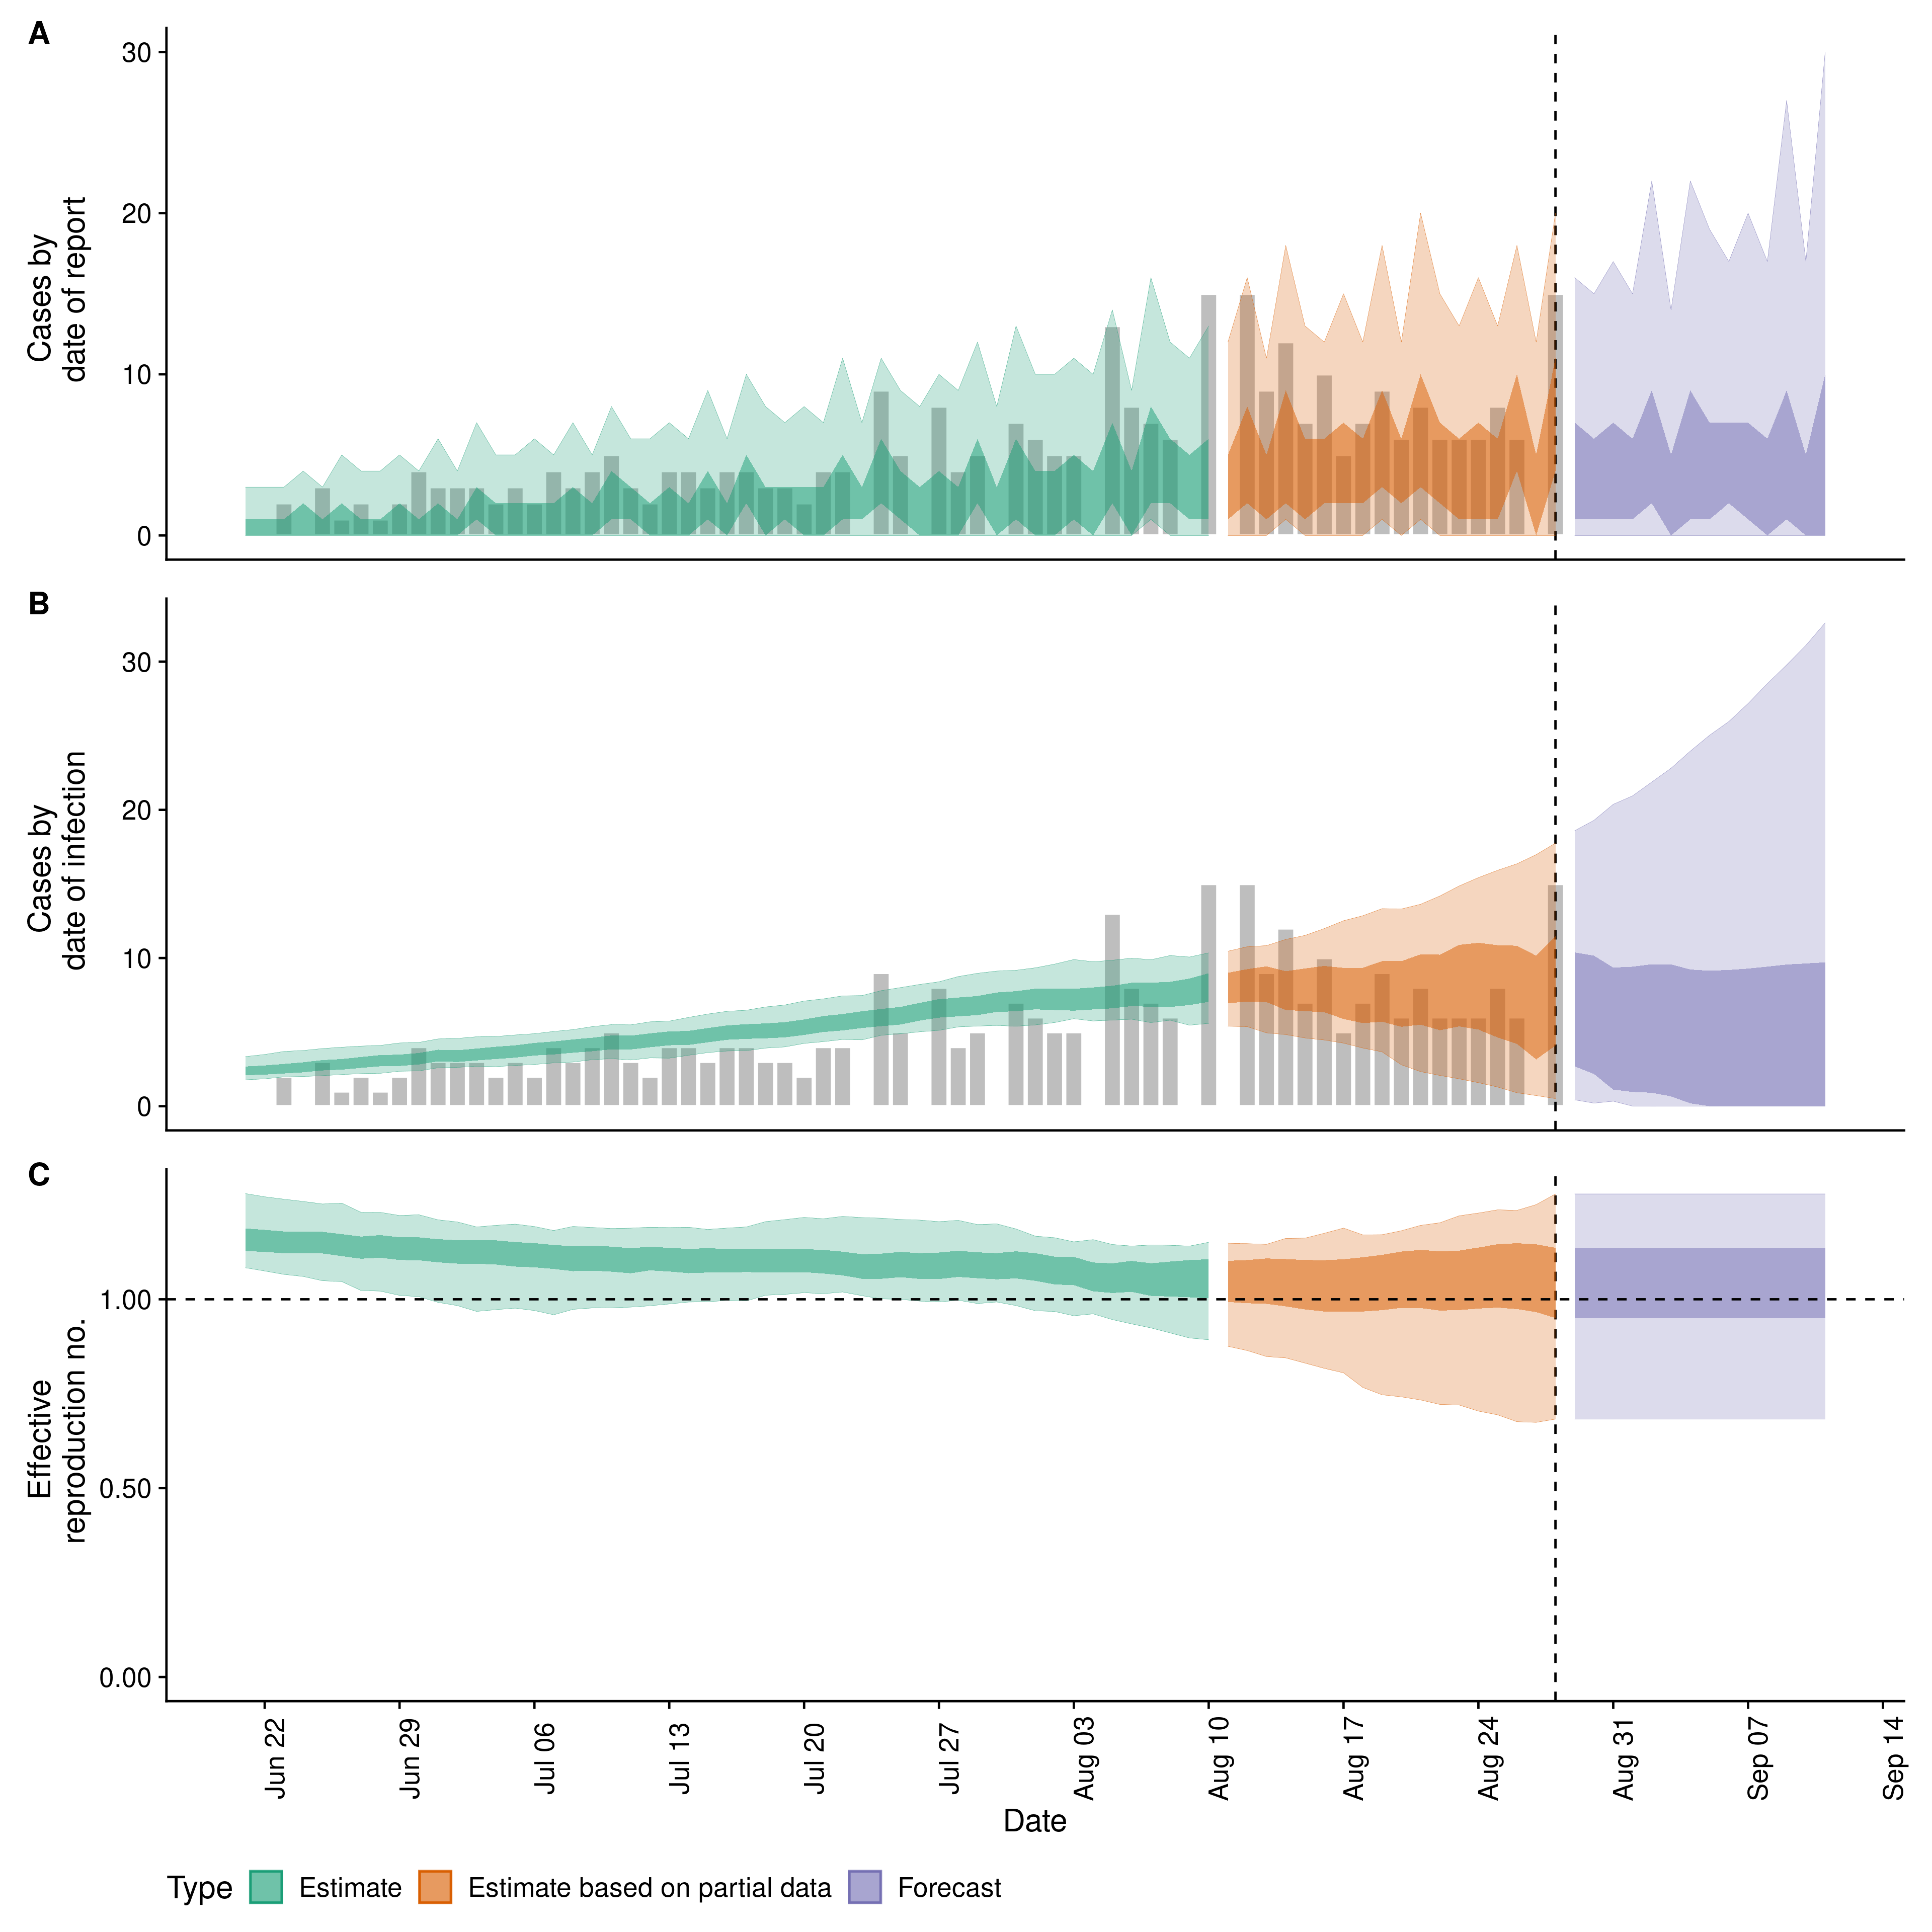 A
30
20
10
0
Cases by
date of report
B
30
20
10
0
Cases by
date of infection
C
1.00
0.50
0.00
Effective
reproduction no.
Jun 22
Jun 29
Jul 06
Jul 13
Jul 20
Jul 27
Aug 03
Aug 10
Aug 17
Aug 24
Aug 31
Sep 07
Sep 14
Date
Type Estimate Estimate based on partial data Forecast